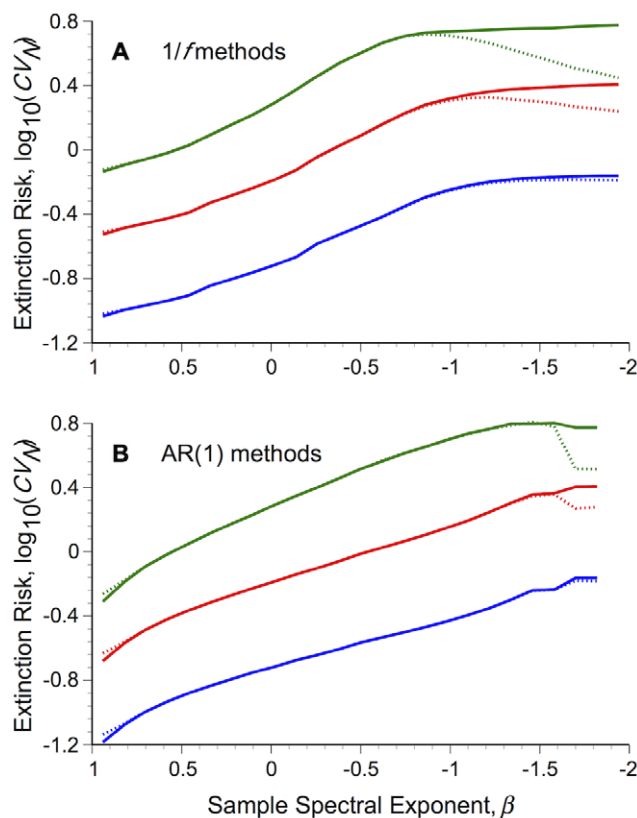 0.8
A 1/f methods
0.4
0
-0.4
-0.8
-1.2
Extinction Risk, log10(CVN)
1 0.5 0 -0.5 -1 -1.5 -2
0.8
B AR(1) methods
0.4
0
-0.4
-0.8
-1.2
Extinction Risk, log10(CVN)
1 0.5 0 -0.5 -1 -1.5 -2
Sample Spectral Exponent, β